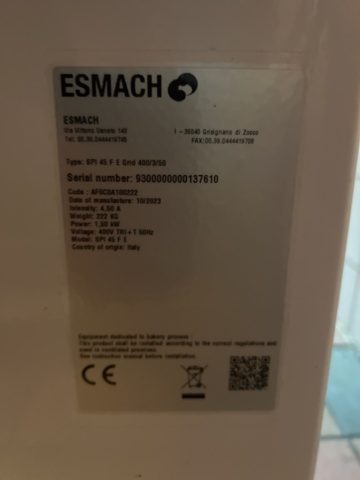 ESMACH
ESMACH
Via Vittorio Veneto 143
I - 36040 Grisignano di Zocco
Tel: 00.39.0444419765
FAX:00.39.0444419709
Type: SPI 45 F E Grid 400/3/50
Serial number: 9300000000137610
Code : AFSC0A100222
Date of manufacture: 10/2023
Intensity: 4,50 A
Weight: 222 KG
Power: 1,50 kW
Voltage: 400V TRI+T 50Hz
Model: SPI 45 F E
Country of origin: Italy
Equipment dedicated to bakery process :
This product shall be installed according to the current regulations and
used in ventilated premises.
See instruction manual before installation.
CE